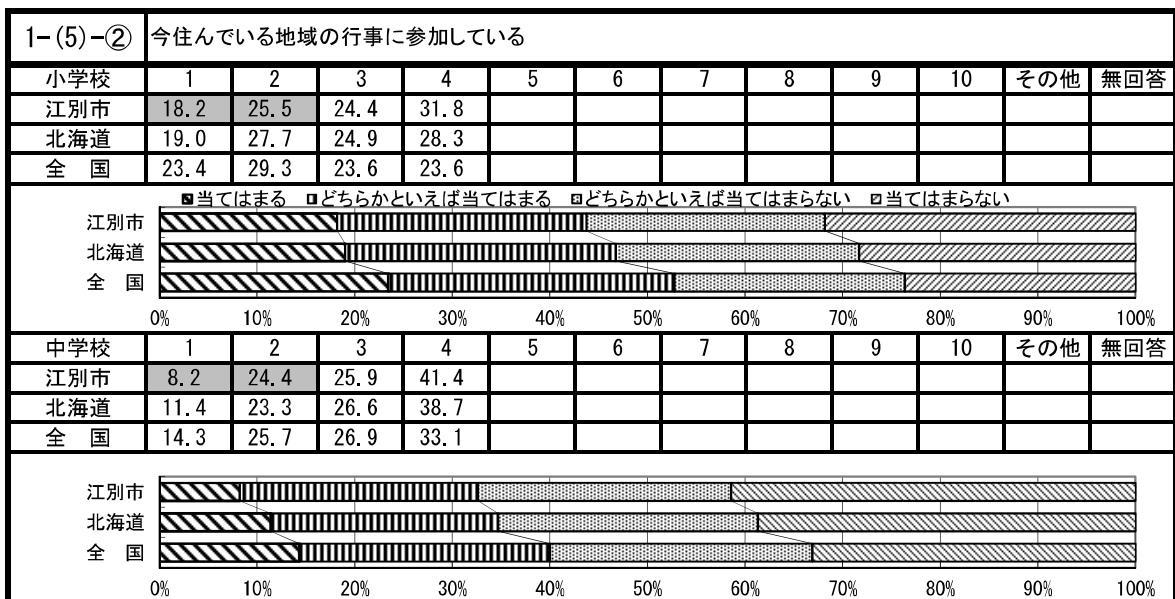 1-(5)-② 今住んでいる地域の行事に参加している
小学校 1 2 3 4 5 6 7 8 9 10 その他 無回答
江別市 18.2 25.5 24.4 31.8
北海道 19.0 27.7 24.9 28.3
全 国 23.4 29.3 23.6 23.6
当てはまる どちらかといえば当てはまる どちらかといえば当てはまらない 当てはまらない
江別市
北海道
全 国
0% 10% 20% 30% 40% 50% 60% 70% 80% 90% 100%
中学校 1 2 3 4 5 6 7 8 9 10 その他 無回答
江別市 8.2 24.4 25.9 41.4
北海道 11.4 23.3 26.6 38.7
全 国 14.3 25.7 26.9 33.1
江別市
北海道
全 国
0% 10% 20% 30% 40% 50% 60% 70% 80% 90% 100%